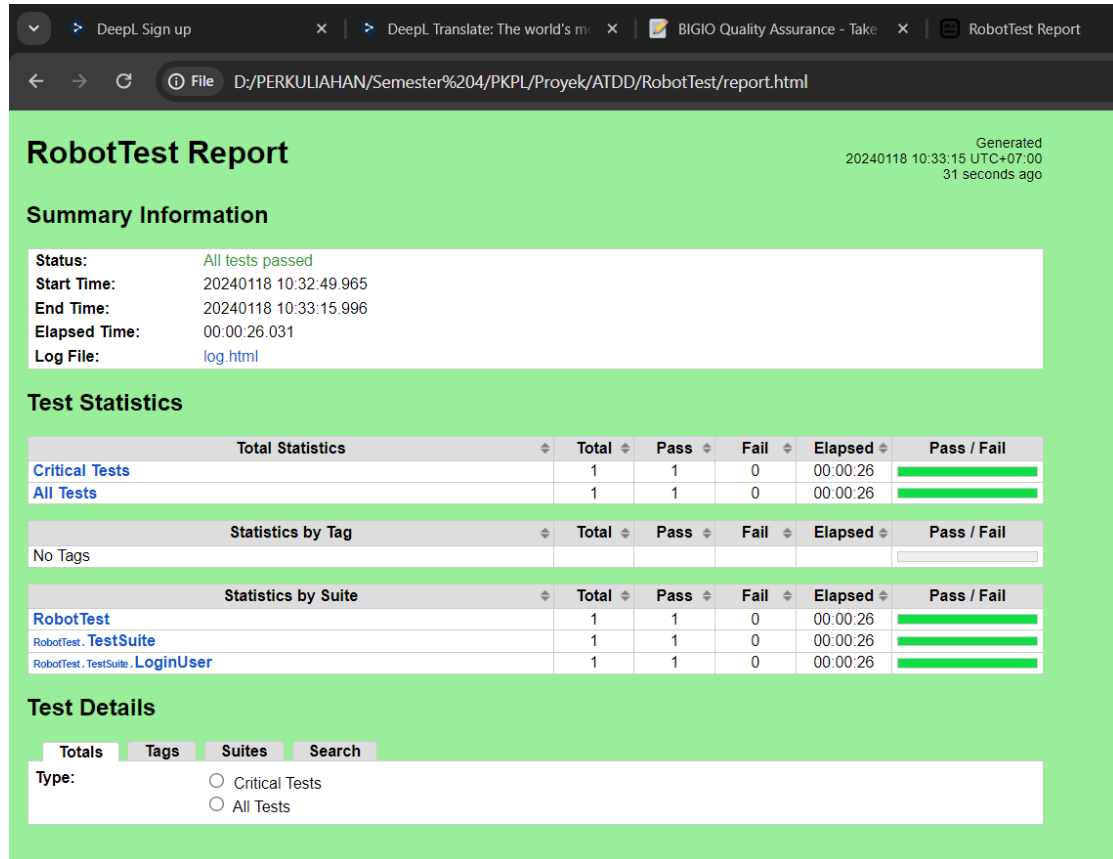 DeepL Sign up
DeepL Translate: The world's mo
BIGIO Quality Assurance - Take
RobotTest Report
File D:/PERKULIAHAN/Semester%204/PKPL/Proyek/ATDD/RobotTest/report.html
RobotTest Report
Generated
20240118 10:33:15 UTC+07:00
31 seconds ago
Summary Information
Status: All tests passed
Start Time: 20240118 10:32:49.965
End Time: 20240118 10:33:15.996
Elapsed Time: 00:00:26.031
Log File: log.html
Test Statistics
Total Statistics Total Pass Fail Elapsed Pass / Fail
Critical Tests 1 1 0 00:00:26
All Tests 1 1 0 00:00:26
Statistics by Tag Total Pass Fail Elapsed Pass / Fail
No Tags
Statistics by Suite Total Pass Fail Elapsed Pass / Fail
RobotTest 1 1 0 00:00:26
RobotTest.TestSuite 1 1 0 00:00:26
RobotTest.TestSuite.LoginUser 1 1 0 00:00:26
Test Details
Totals Tags Suites Search
Type: Critical Tests
All Tests